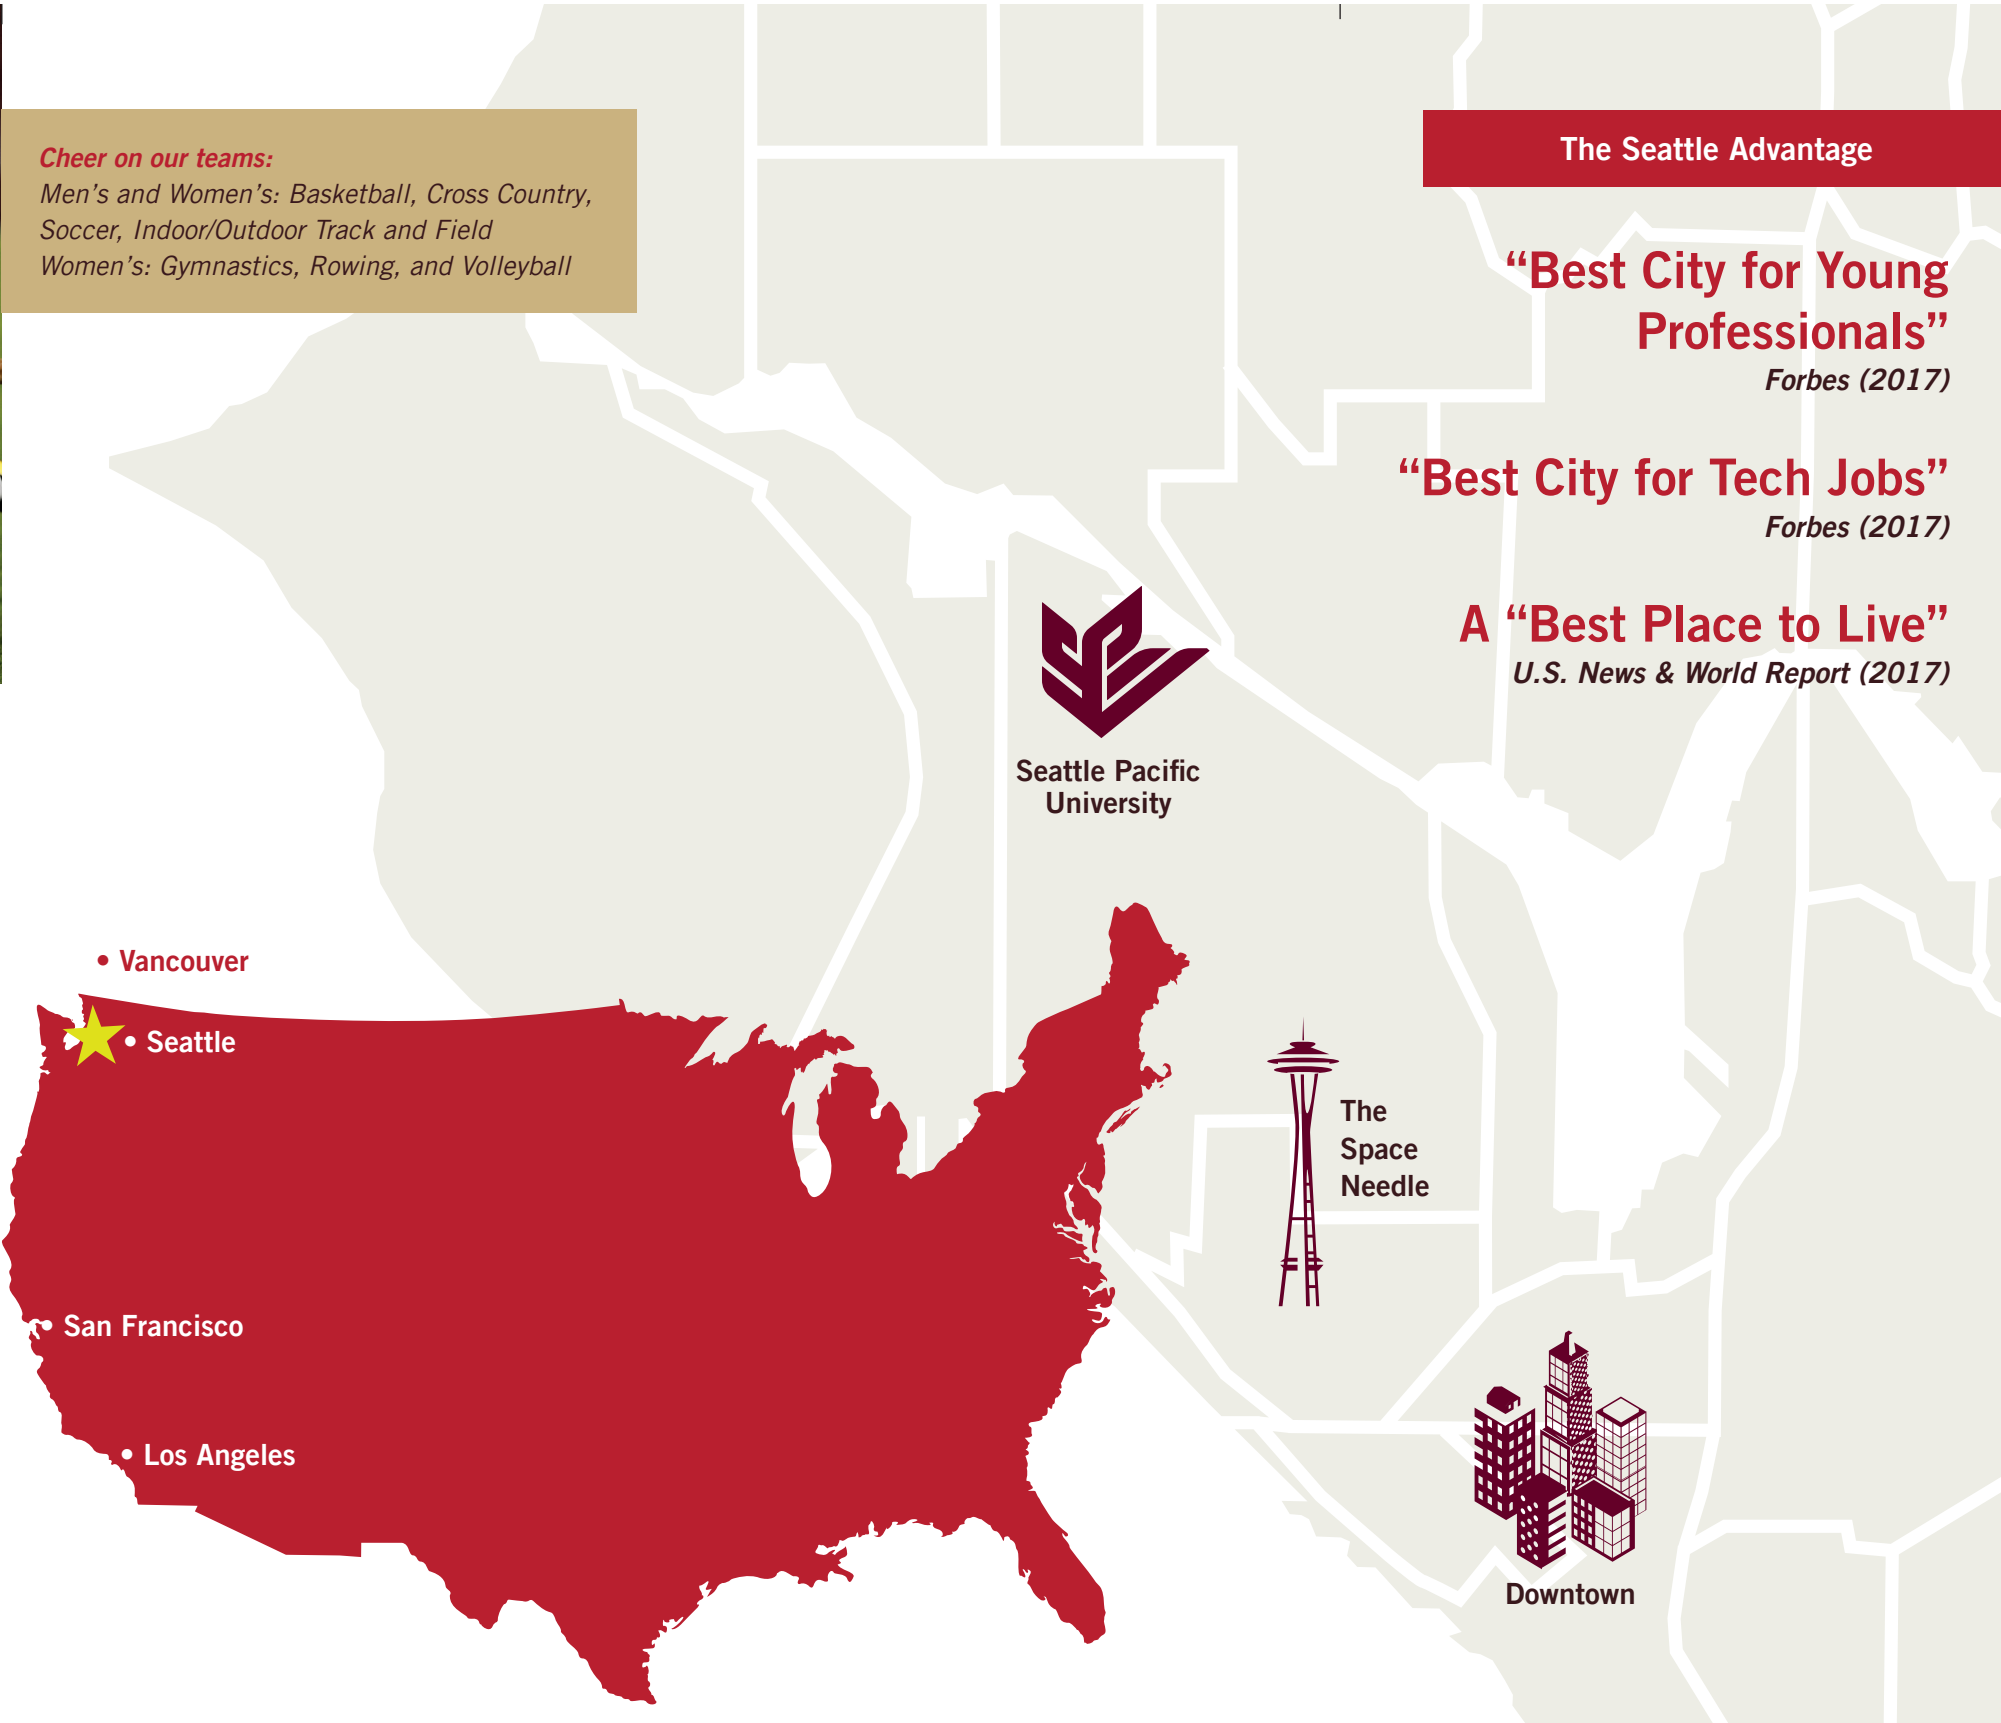 Cheer on our teams:
Men's and Women's: Basketball, Cross Country,
Soccer, Indoor/Outdoor Track and Field
Women's: Gymnastics, Rowing, and Volleyball
The Seattle Advantage
“Best City for Young
Professionals”
Forbes (2017)
“Best City for Tech Jobs”
Forbes (2017)
A “Best Place to Live”
U.S. News & World Report (2017)
Seattle Pacific
University
• Vancouver
• Seattle
• San Francisco
• Los Angeles
The
Space
Needle
Downtown